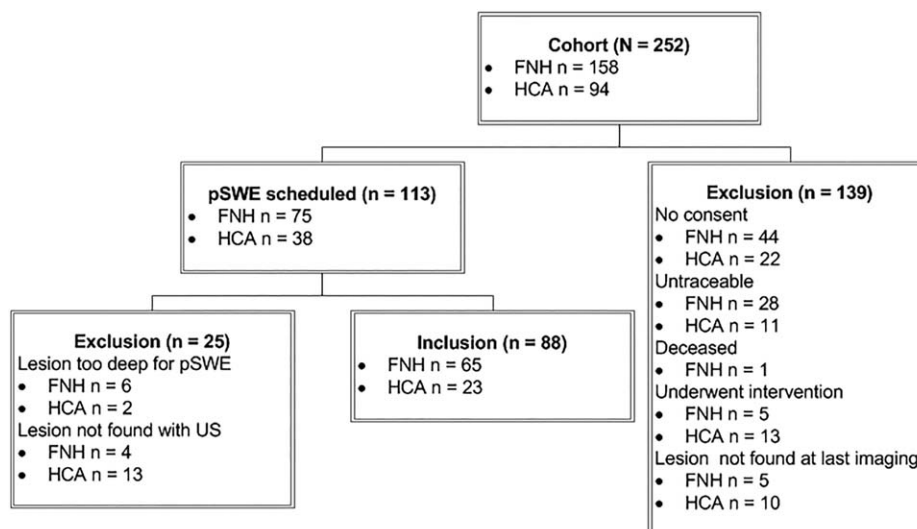 Cohort (N = 252)
• FNH n = 158
• HCA n = 94
pSWE scheduled (n = 113)
• FNH n = 75
• HCA n = 38
Exclusion (n = 139)
No consent
• FNH n = 44
• HCA n = 22
Untraceable
• FNH n = 28
• HCA n = 11
Deceased
• FNH n = 1
Underwent intervention
• FNH n = 5
• HCA n = 13
Lesion not found at last imaging
• FNH n = 5
• HCA n = 10
Exclusion (n = 25)
Lesion too deep for pSWE
• FNH n = 6
• HCA n = 2
Lesion not found with US
• FNH n = 4
• HCA n = 13
Inclusion (n = 88)
• FNH n = 65
• HCA n = 23